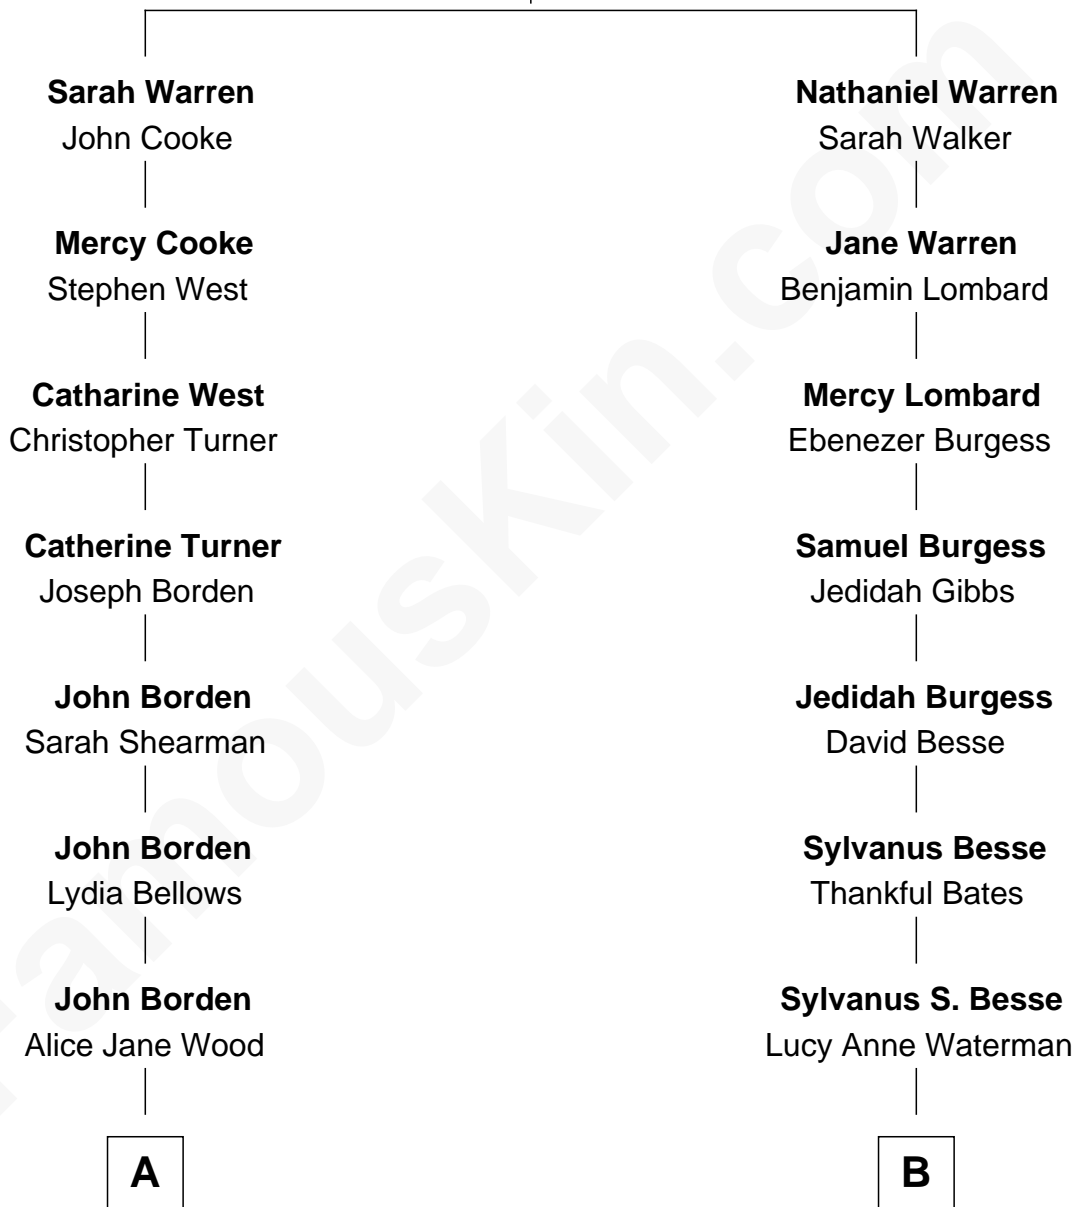 Sarah Warren
John Cooke
Mercy Cooke
Stephen West
Catharine West
Christopher Turner
Catherine Turner
Joseph Borden
John Borden
Sarah Shearman
John Borden
Lydia Bellows
John Borden
Alice Jane Wood
A
Nathaniel Warren
Sarah Walker
Jane Warren
Benjamin Lombard
Mercy Lombard
Ebenezer Burgess
Samuel Burgess
Jedidah Gibbs
Jedidah Burgess
David Besse
Sylvanus Besse
Thankful Bates
Sylvanus S. Besse
Lucy Anne Waterman
B
FamousKin.com